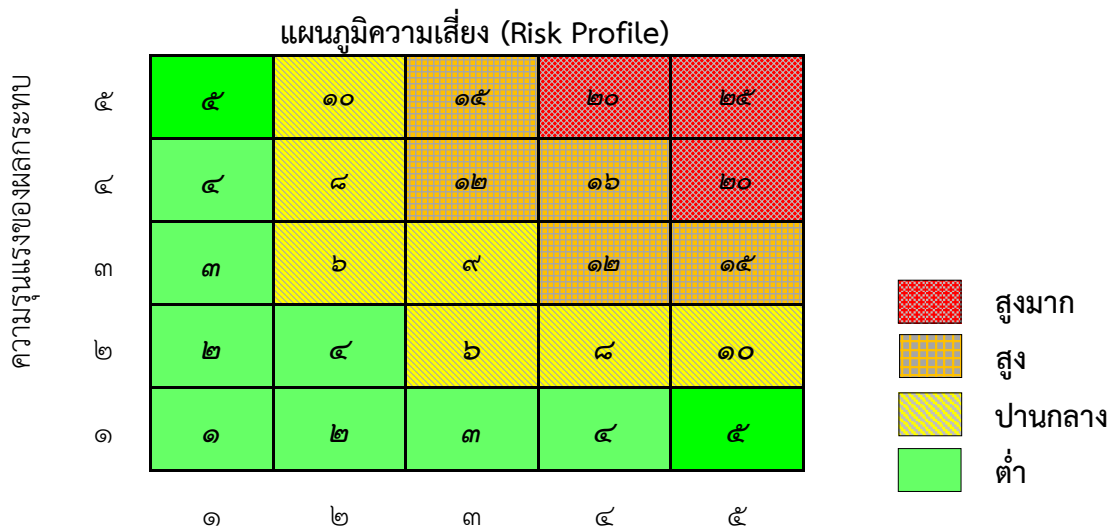 แผนภูมิความเสี่ยง (Risk Profile)
ความรุนแรงของผลกระทบ
๕ ๕ ๑๐ ๑๕ ๒๐ ๒๕
๔ ๔ ๘ ๑๒ ๑๖ ๒๐
๓ ๓ ๖ ๙ ๑๒ ๑๕
๒ ๒ ๔ ๖ ๘ ๑๐
๑ ๑ ๒ ๓ ๔ ๕
๑ ๒ ๓ ๔ ๕
สูงมาก
สูง
ปานกลาง
ต่ำ